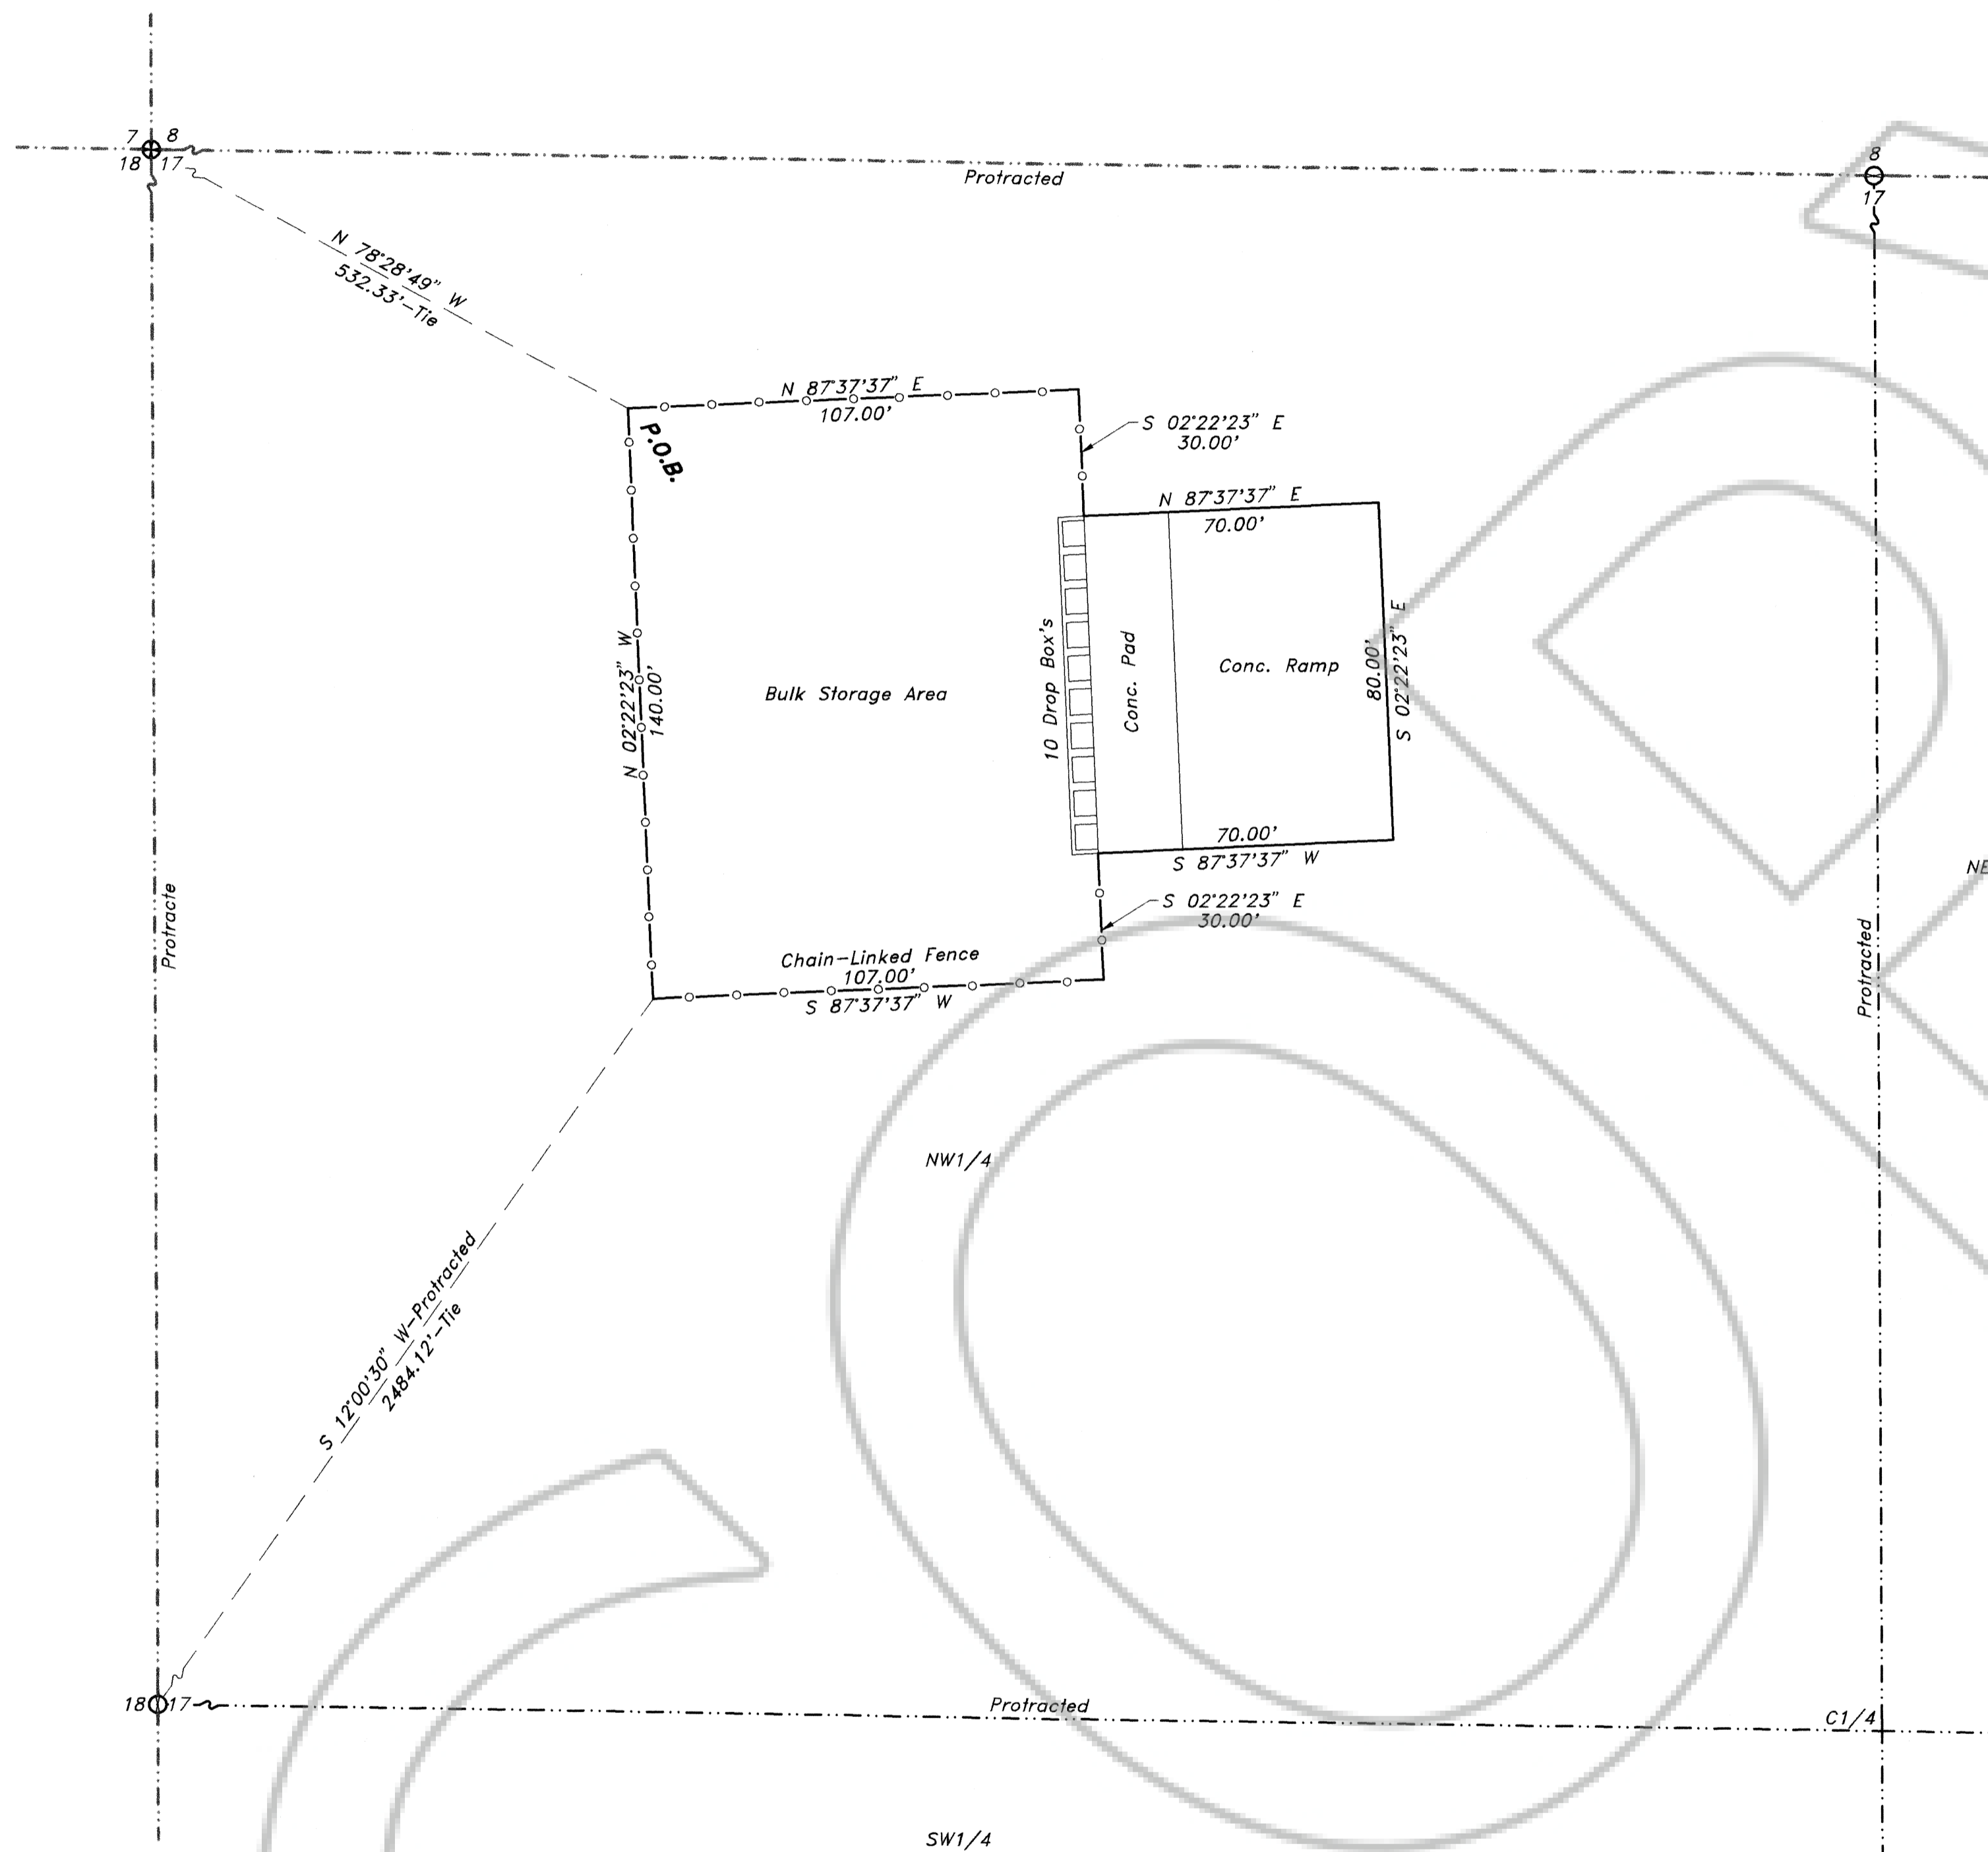 7 8
18 17
Protracted
8
17
N 78°28'49" W
532.33'-Tie
N 87°37'37" E
107.00'
P.O.B.
S 02°22'23" E
30.00'
N 87°37'37" E
70.00'
N 02°22'23" W
140.00'
Bulk Storage Area
10 Drop Box's
Conc. Pad
Conc. Ramp
80.00'
S 02°22'23" E
70.00'
S 87°37'37" W
S 02°22'23" E
30.00'
Chain-Linked Fence
107.00'
S 87°37'37" W
Protracte
Protracted
NE
NW1/4
S 12°00'30" W-Protracted
2484.12'-Tie
18 17
Protracted
C1/4
SW1/4